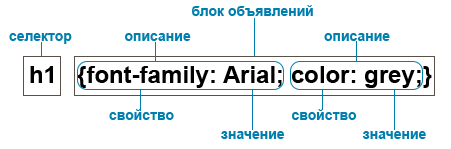 блок объявлений
селектор описание описание
h1 {font-family: Arial; color: grey;}
свойство свойство
значение значение